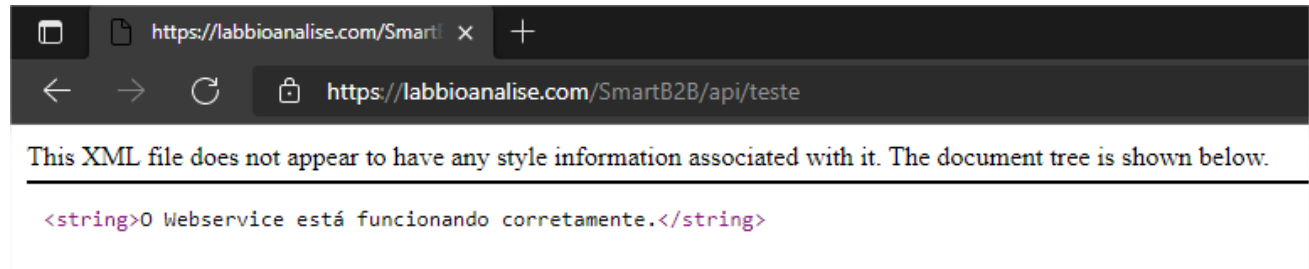 https://labbioanalise.com/Smart
https://labbioanalise.com/SmartB2B/api/teste
This XML file does not appear to have any style information associated with it. The document tree is shown below.
<string>O Webservice está funcionando corretamente.</string>